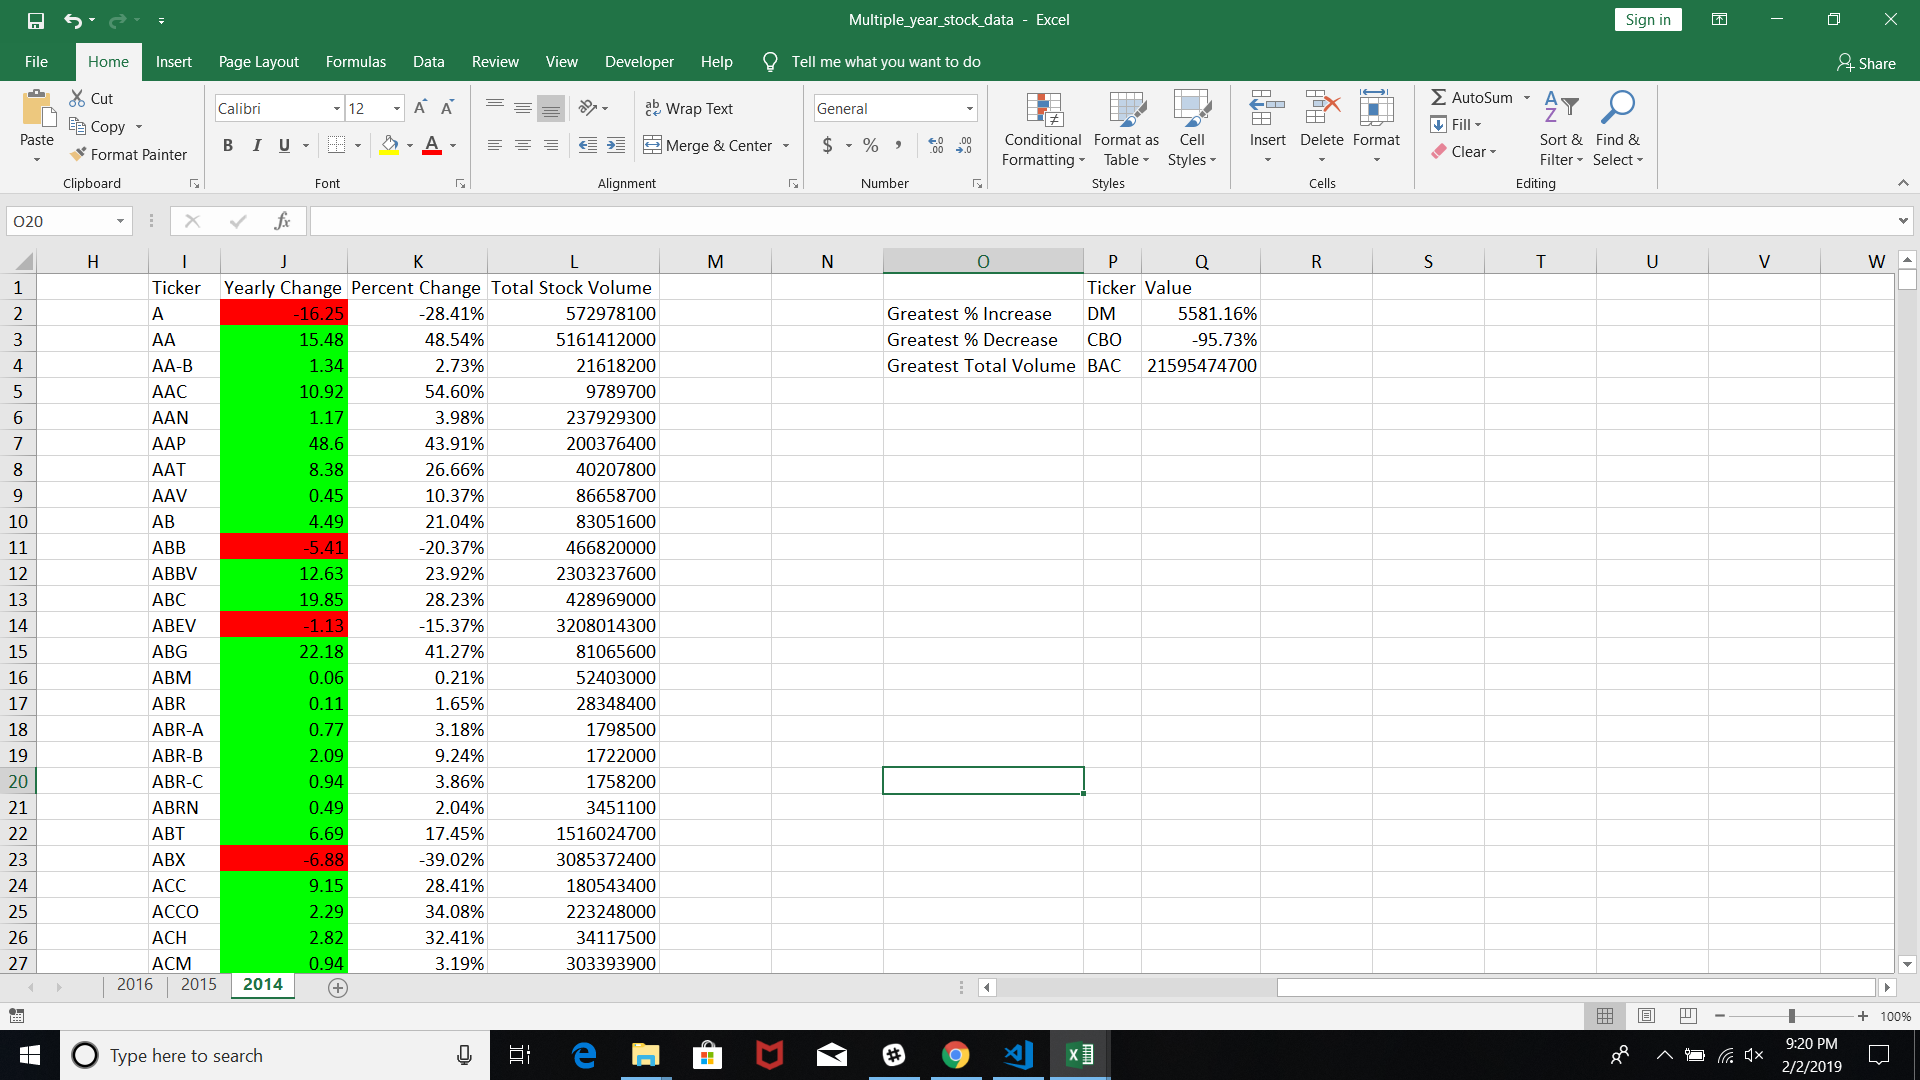 Multiple_year_stock_data - Excel
Sign in
File Home Insert Page Layout Formulas Data Review View Developer Help Tell me what you want to do
Share
Paste
Cut
Copy
Format Painter
Clipboard
Calibri 12
B I U
Font
Wrap Text
Merge & Center
Alignment
General
$ % ,
Number
Conditional Formatting
Format as Table
Cell Styles
Styles
Insert
Delete
Format
Cells
AutoSum
Fill
Clear
Sort & Filter
Find & Select
Editing
O20
fx
H I J K L M N O P Q R S T U V W
1 Ticker Yearly Change Percent Change Total Stock Volume Ticker Value
2 A -16.25 -28.41% 572978100 Greatest % Increase DM 5581.16%
3 AA 15.48 48.54% 5161412000 Greatest % Decrease CBO -95.73%
4 AA-B 1.34 2.73% 21618200 Greatest Total Volume BAC 21595474700
5 AAC 10.92 54.60% 9789700
6 AAN 1.17 3.98% 237929300
7 AAP 48.6 43.91% 200376400
8 AAT 8.38 26.66% 40207800
9 AAV 0.45 10.37% 86658700
10 AB 4.49 21.04% 83051600
11 ABB -5.41 -20.37% 466820000
12 ABBV 12.63 23.92% 2303237600
13 ABC 19.85 28.23% 428969000
14 ABEV -1.13 -15.37% 3208014300
15 ABG 22.18 41.27% 81065600
16 ABM 0.06 0.21% 52403000
17 ABR 0.11 1.65% 28348400
18 ABR-A 0.77 3.18% 1798500
19 ABR-B 2.09 9.24% 1722000
20 ABR-C 0.94 3.86% 1758200
21 ABRN 0.49 2.04% 3451100
22 ABT 6.69 17.45% 1516024700
23 ABX -6.88 -39.02% 3085372400
24 ACC 9.15 28.41% 180543400
25 ACCO 2.29 34.08% 223248000
26 ACH 2.82 32.41% 34117500
27 ACM 0.94 3.19% 303393900
2016 2015 2014
100%
Type here to search
9:20 PM
2/2/2019